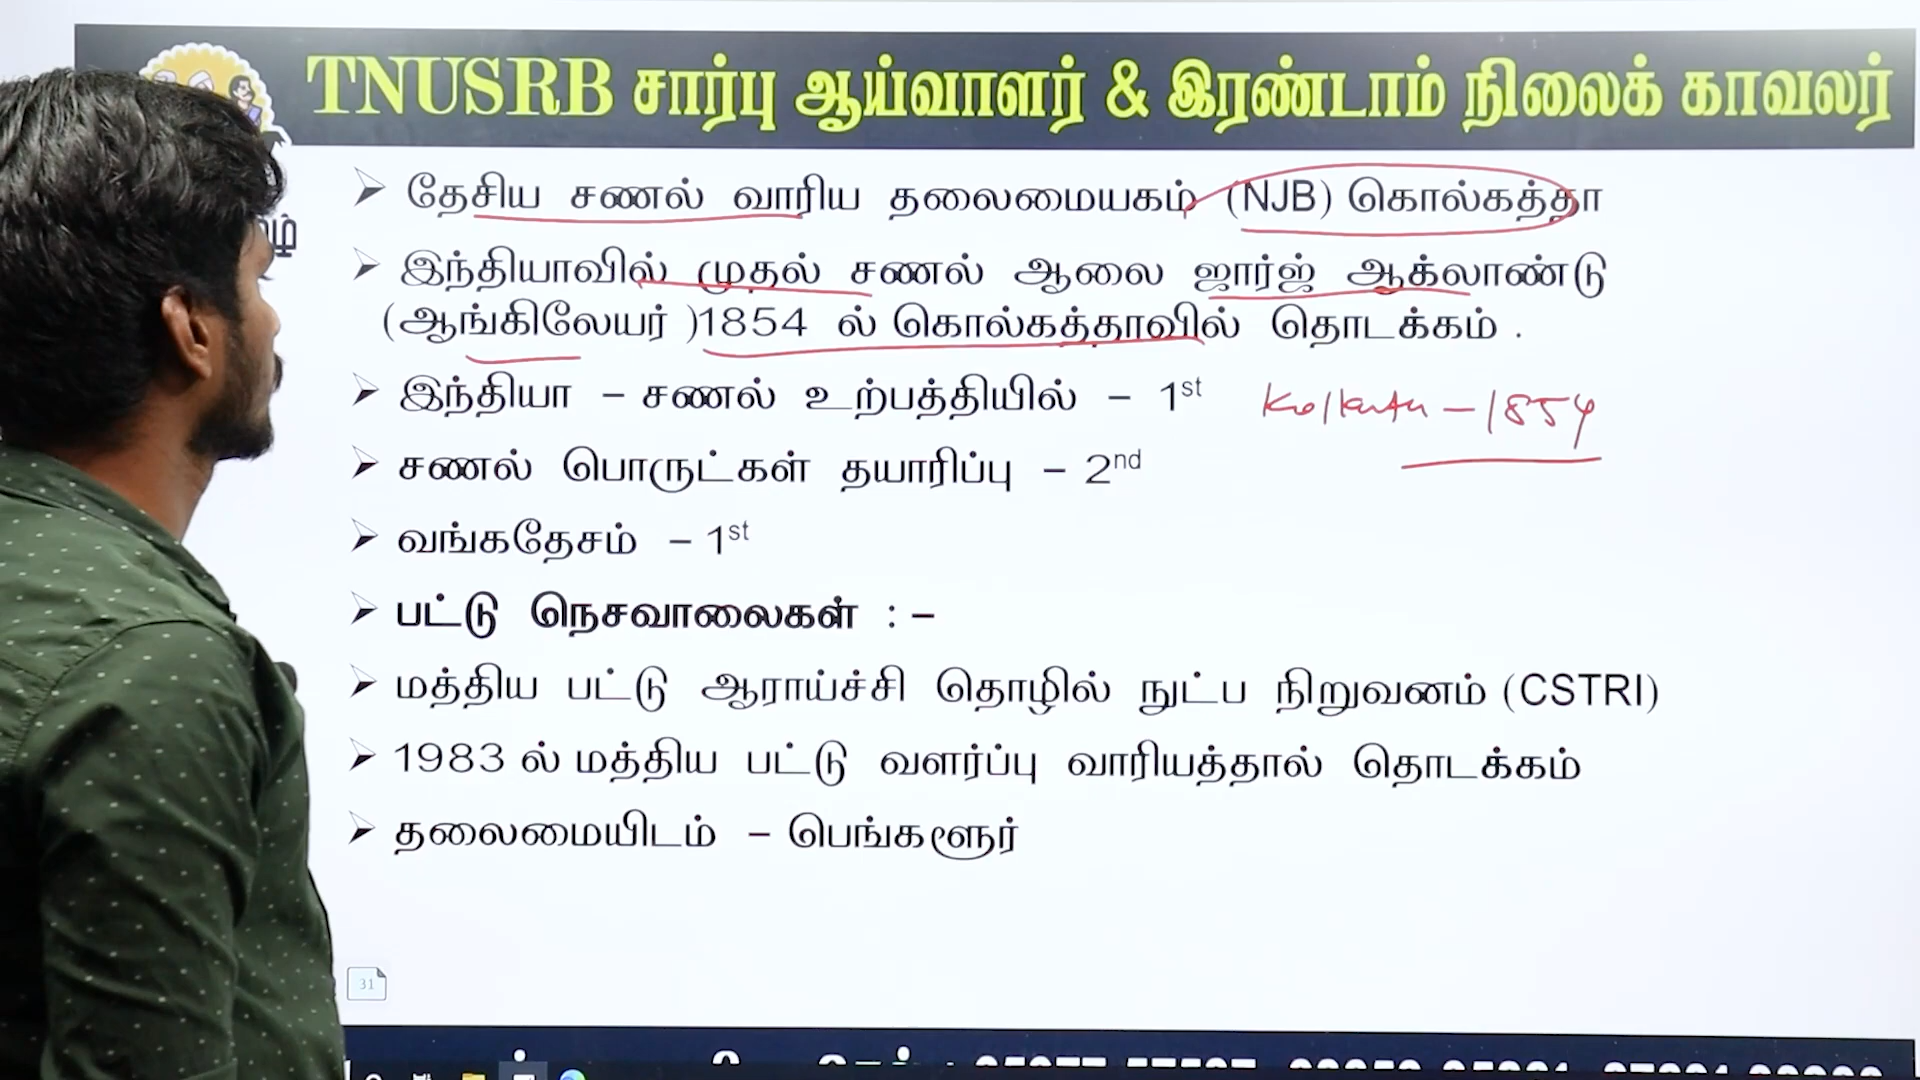 TNUSRB சார்பு ஆய்வாளர் & இரண்டாம் நிலைக் காவலர்
தேசிய சணல் வாரிய தலைமையகம் (NJB) கொல்கத்தா
இந்தியாவில் முதல் சணல் ஆலை ஜார்ஜ் ஆக்லாண்டு
(ஆங்கிலேயர் )1854 ல் கொல்கத்தாவில் தொடக்கம் .
இந்தியா – சணல் உற்பத்தியில் – 1st
Kolkata – 1854
சணல் பொருட்கள் தயாரிப்பு – 2nd
வங்கதேசம் – 1st
பட்டு நெசவாலைகள் : –
மத்திய பட்டு ஆராய்ச்சி தொழில் நுட்ப நிறுவனம் (CSTRI)
1983 ல் மத்திய பட்டு வளர்ப்பு வாரியத்தால் தொடக்கம்
தலைமையிடம் – பெங்களூர்
31